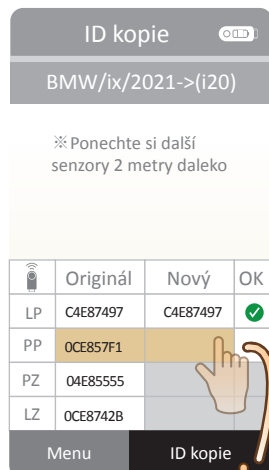 ID kopie
BMW/ix/2021->(i20)
※Ponechte si další
senzory 2 metry daleko
Originál Nový OK
LP C4E87497 C4E87497
PP 0CE857F1
PZ 04E85555
LZ 0CE8742B
Menu ID kopie